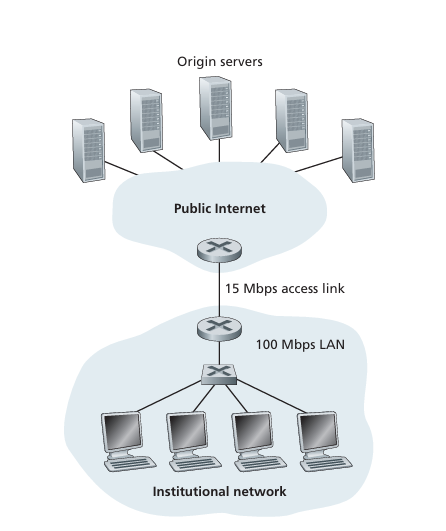 Origin servers
Public Internet
15 Mbps access link
100 Mbps LAN
Institutional network